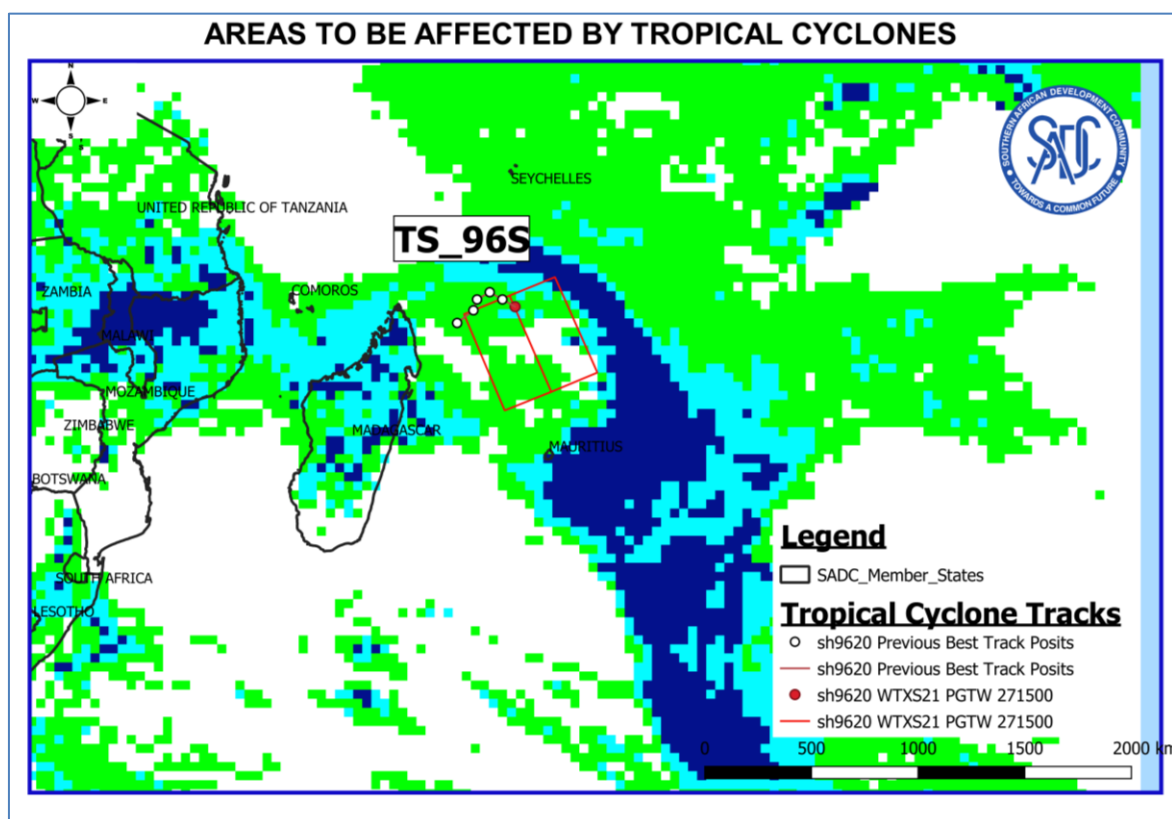 AREAS TO BE AFFECTED BY TROPICAL CYCLONES
N
W E
S
SOUTHERN AFRICAN DEVELOPMENT COMMUNITY
SADC
TOWARDS A COMMON FUTURE
SEYCHELLES
UNITED REPUBLIC OF TANZANIA
TS_96S
ZAMBIA
COMOROS
MALAWI
MOZAMBIQUE
ZIMBABWE
MADAGASCAR
MAURITIUS
BOTSWANA
SOUTH AFRICA
LESOTHO
Legend
SADC_Member_States
Tropical Cyclone Tracks
sh9620 Previous Best Track Posits
sh9620 Previous Best Track Posits
sh9620 WTXS21 PGTW 271500
sh9620 WTXS21 PGTW 271500
0 500 1000 1500 2000 km